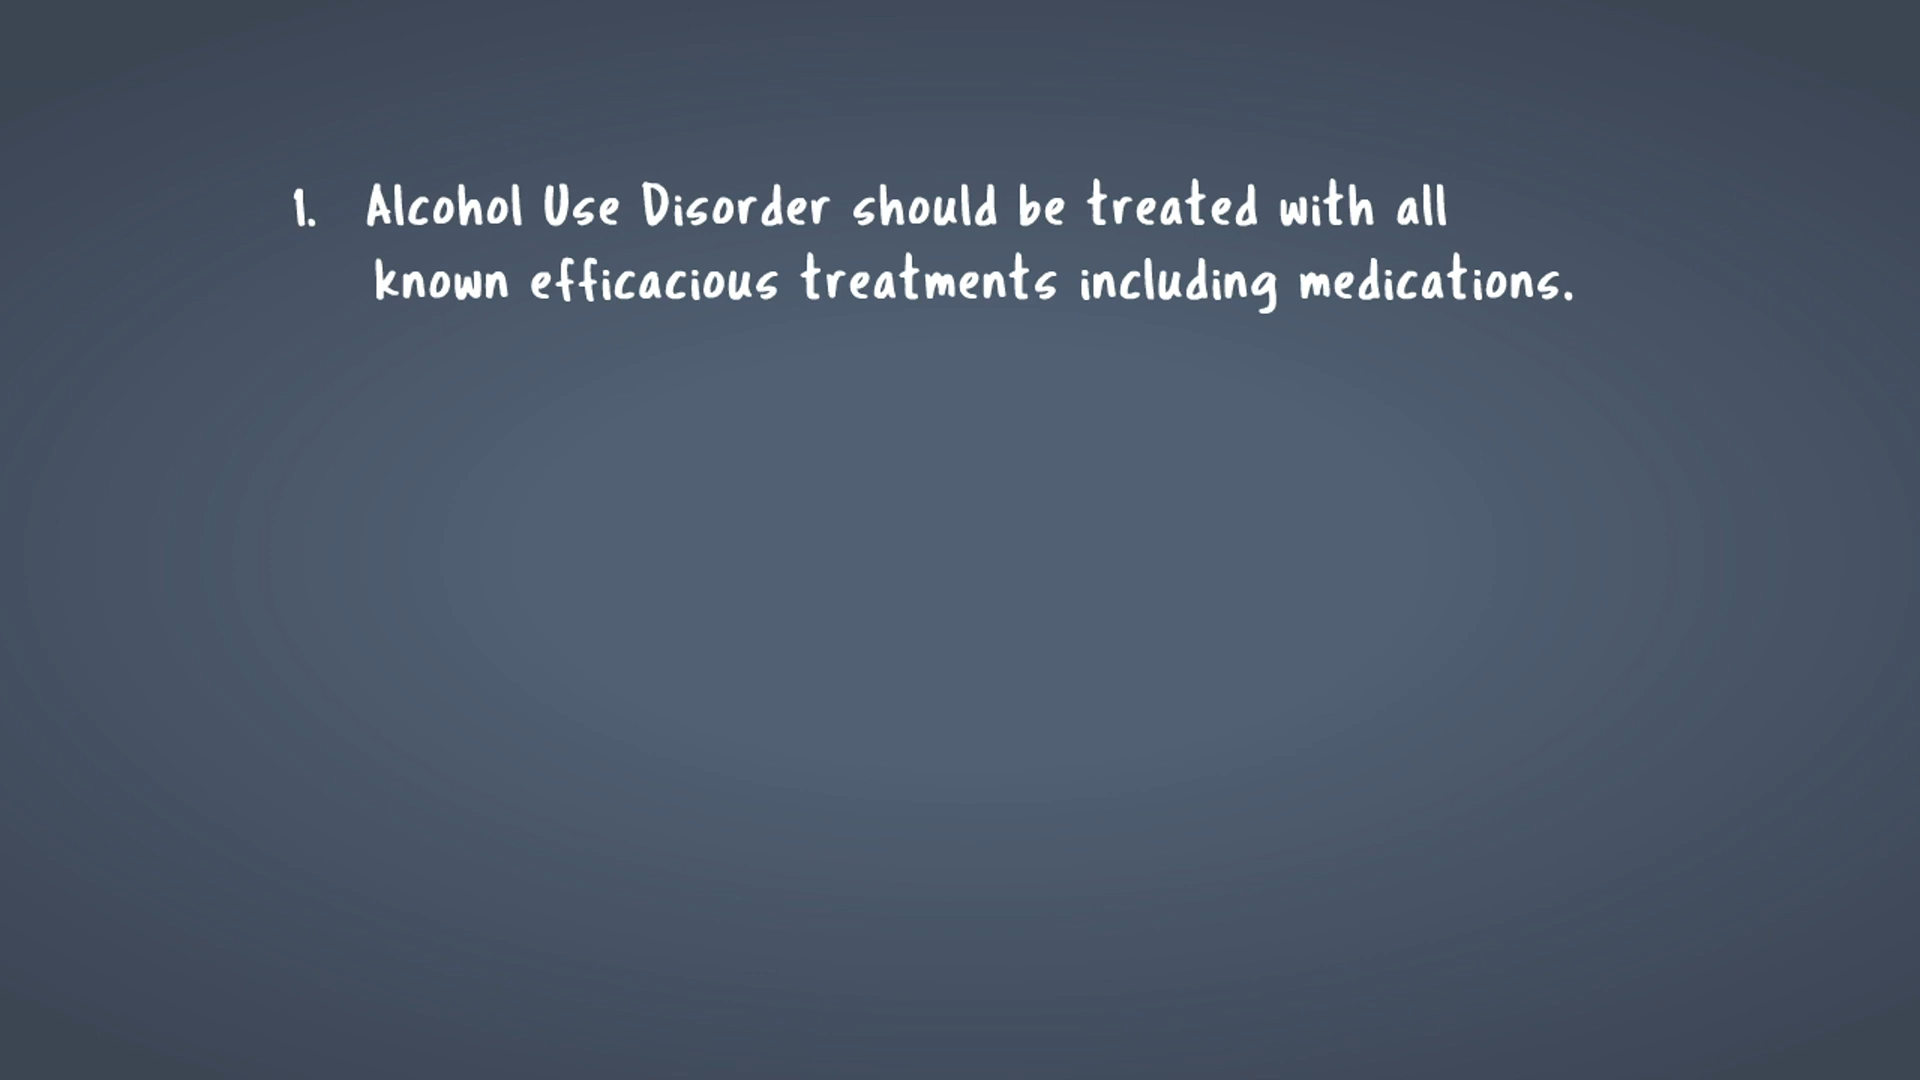 1. Alcohol Use Disorder should be treated with all
known efficacious treatments including medications.